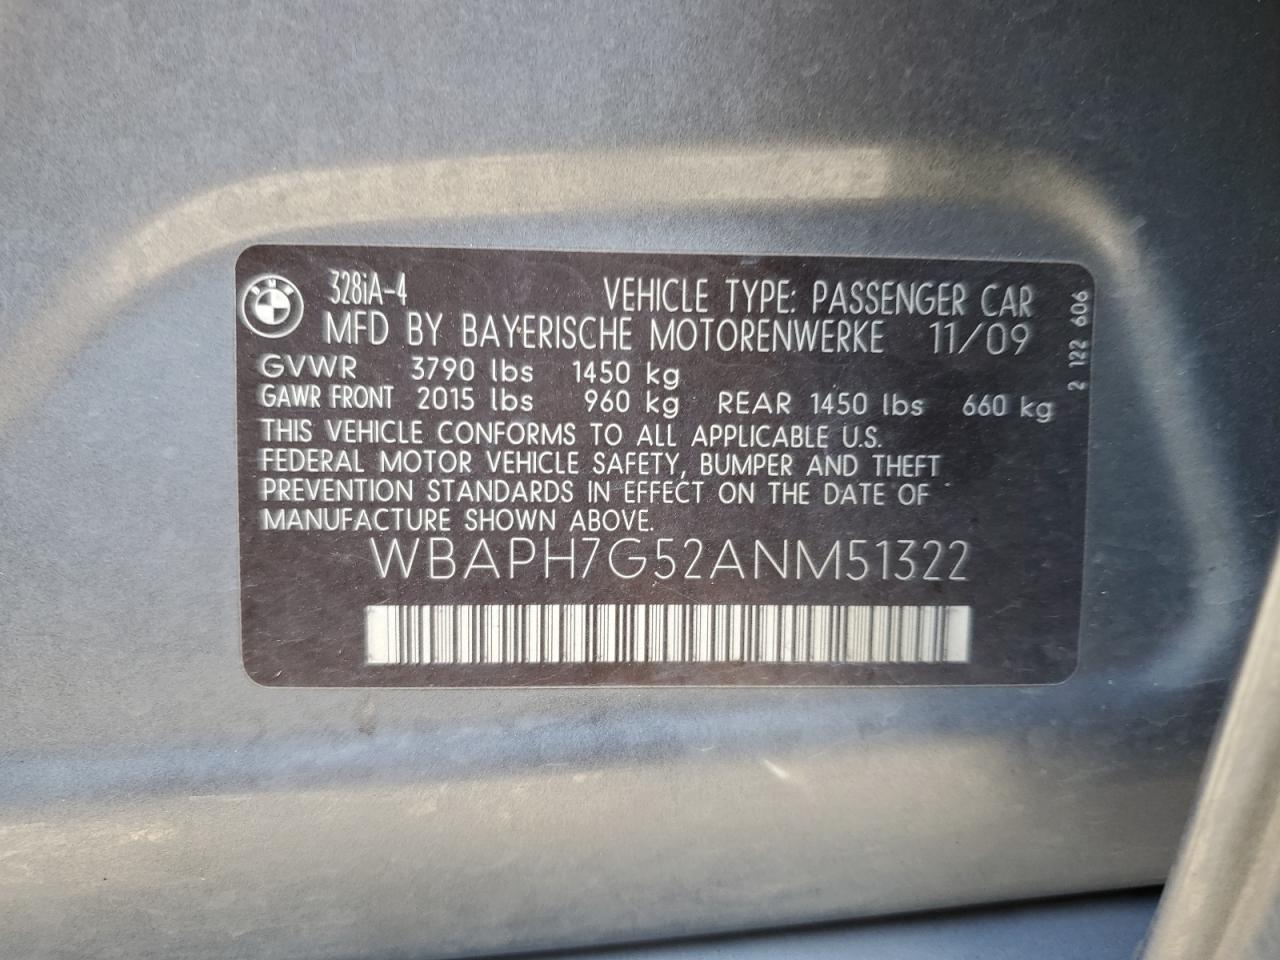 BMW
328iA-4 VEHICLE TYPE: PASSENGER CAR
MFD BY BAYERISCHE MOTORENWERKE 11/09
GVWR 3790 lbs 1450 kg
GAWR FRONT 2015 lbs 960 kg REAR 1450 lbs 660 kg
THIS VEHICLE CONFORMS TO ALL APPLICABLE U.S.
FEDERAL MOTOR VEHICLE SAFETY, BUMPER AND THEFT
PREVENTION STANDARDS IN EFFECT ON THE DATE OF
MANUFACTURE SHOWN ABOVE.
WBAPH7G52ANM51322
2 122 606